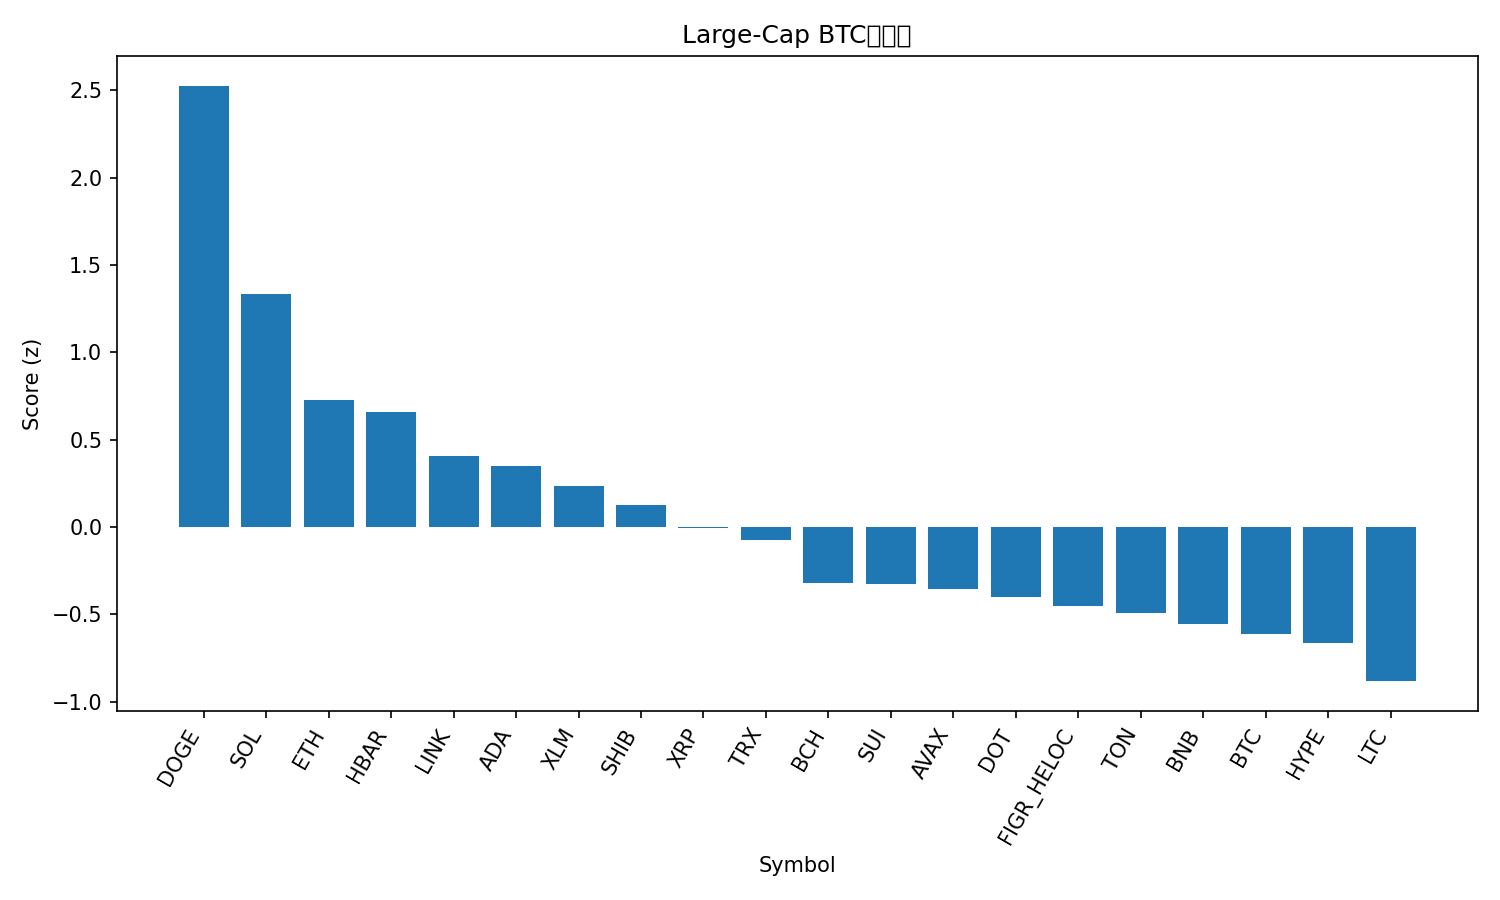 Large-Cap BTC
Score (z)
2.5
2.0
1.5
1.0
0.5
0.0
−0.5
−1.0
DOGE
SOL
ETH
HBAR
LINK
ADA
XLM
SHIB
XRP
TRX
BCH
SUI
AVAX
DOT
FIGR_HELOC
TON
BNB
BTC
HYPE
LTC
Symbol